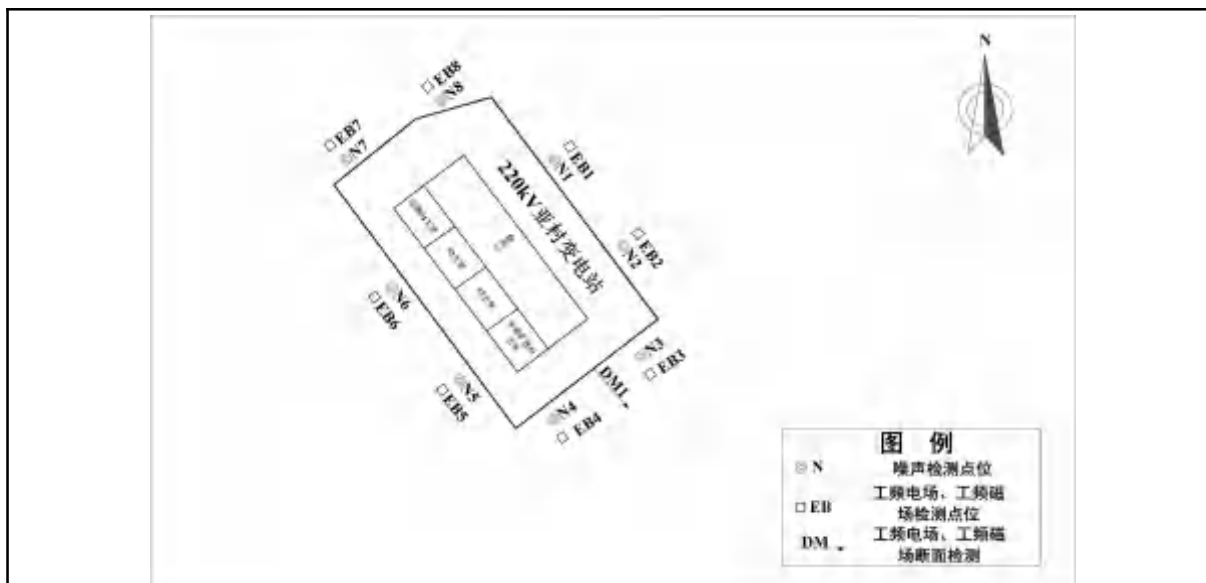 N
EB8
N8
EB7
N7
EB1
N1
220kV亚村变电站
EB2
N2
N6
EB6
N3
EB3
DM1
N5
EB5
N4
EB4
图 例
N 噪声检测点位
EB 工频电场、工频磁
场检测点位
DM 工频电场、工频磁
场断面检测